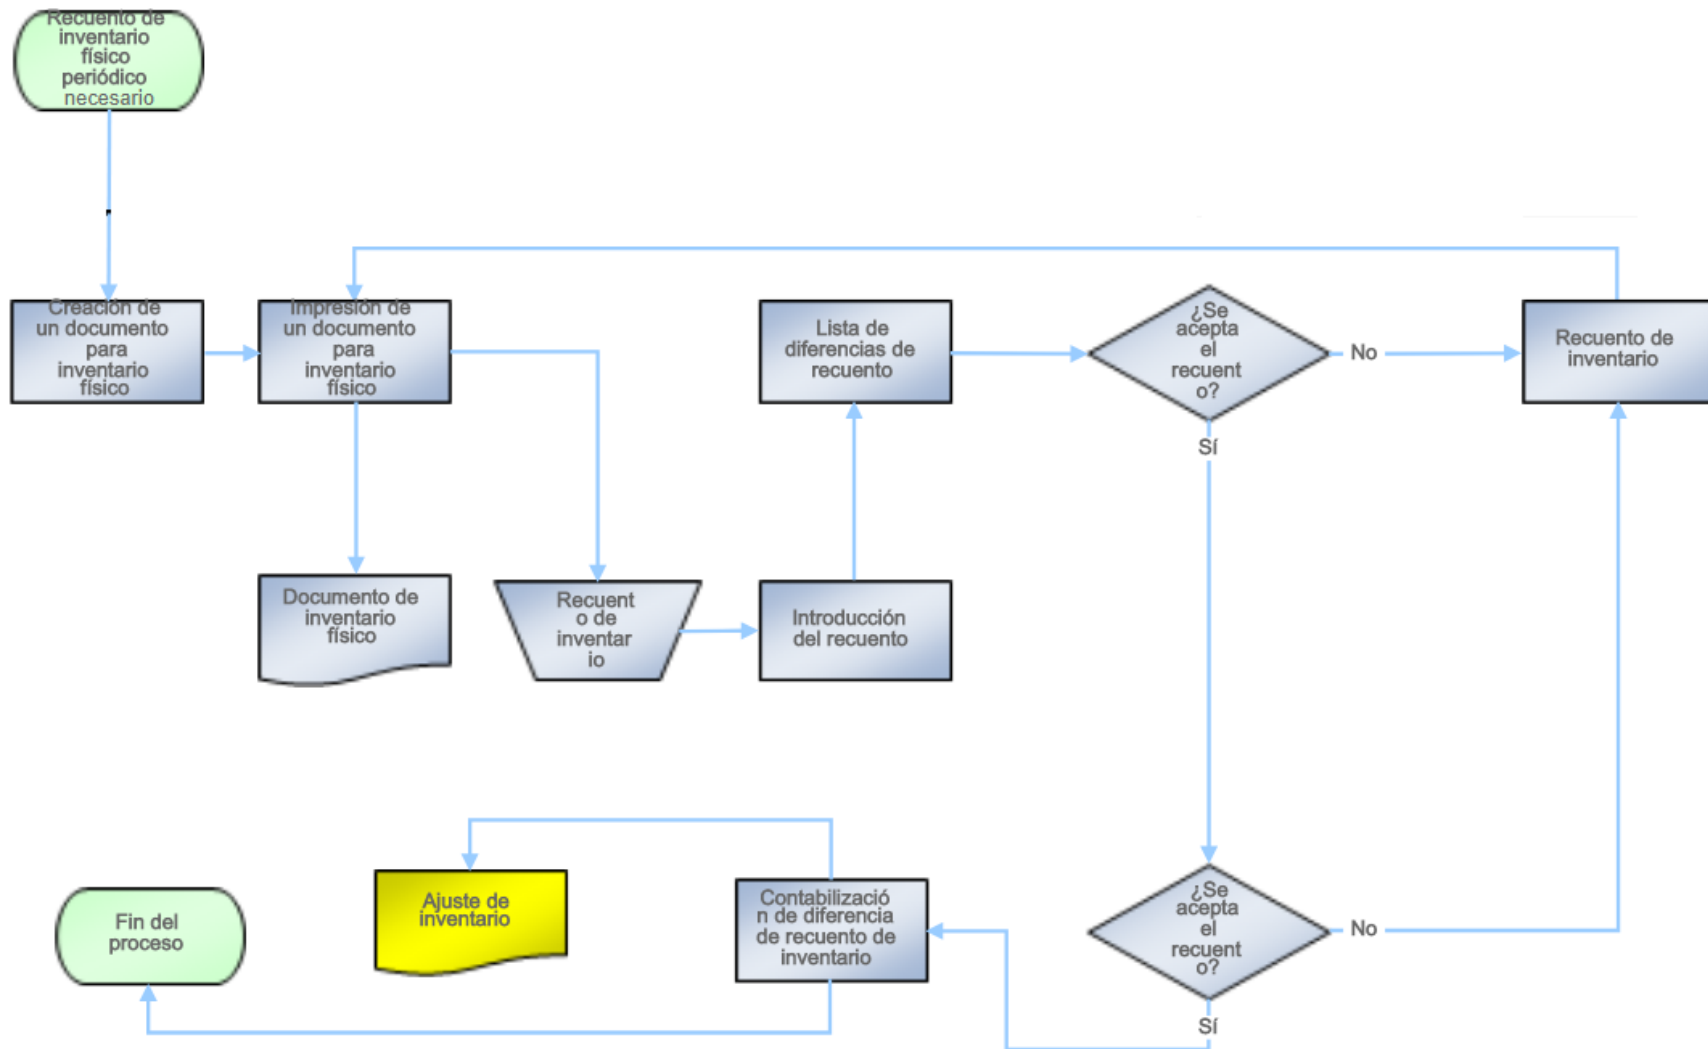 Recuento de
inventario
físico
periódico
necesario
Creación de
un documento
para
inventario
físico
Impresión de
un documento
para
inventario
físico
Lista de
diferencias de
recuento
¿Se
acepta
el
recuent
o?
No
Recuento de
inventario
Sí
Documento de
inventario
físico
Recuent
o de
inventar
io
Introducción
del recuento
Fin del
proceso
Ajuste de
inventario
Contabilizació
n de diferencia
de recuento de
inventario
¿Se
acepta
el
recuent
o?
No
Sí